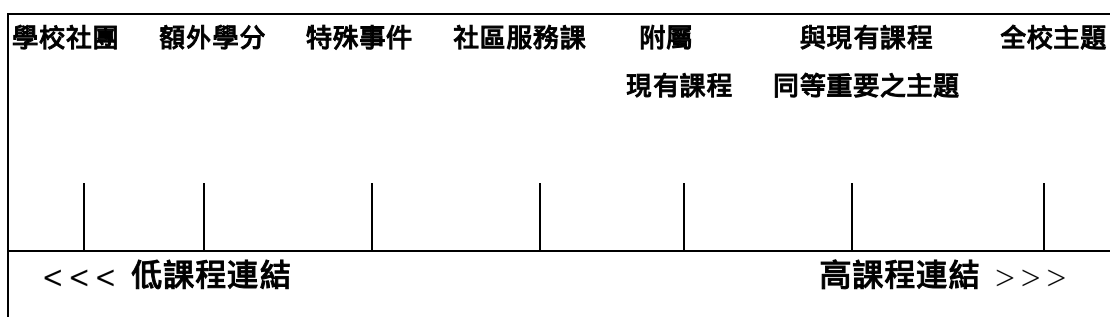 學校社團 額外學分 特殊事件 社區服務課 附屬 與現有課程 全校主題
現有課程 同等重要之主題
<<< 低課程連結 高課程連結 >>>